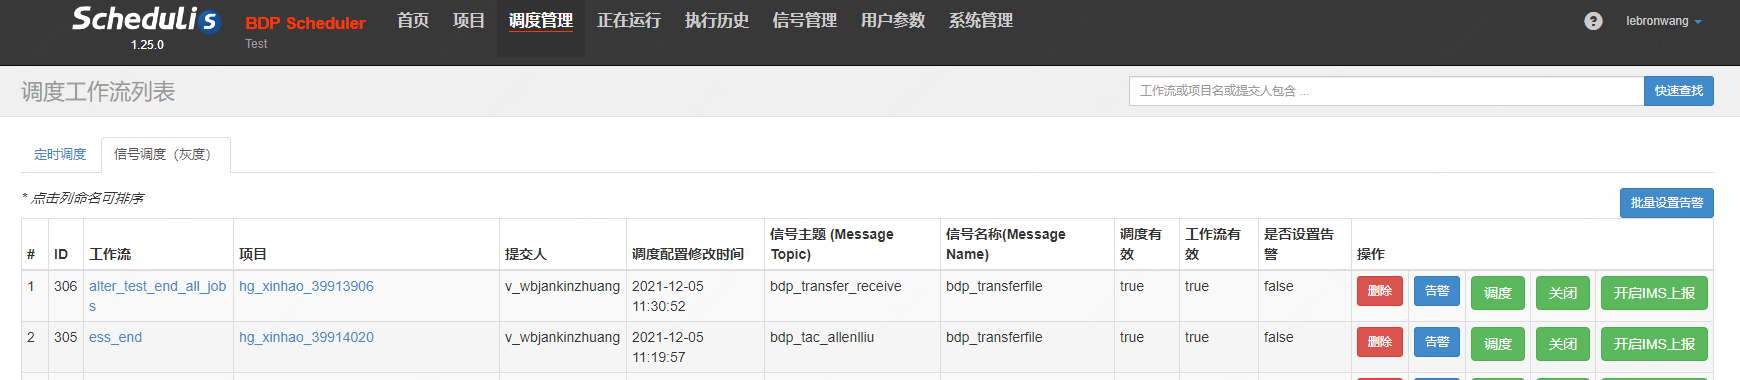 Schedulis
1.25.0
BDP Scheduler
Test
首页 项目 调度管理 正在运行 执行历史 信号管理 用户参数 系统管理
? lebronwang
调度工作流列表
工作流或项目名或提交人包含 ...
快速查找
定时调度 信号调度（灰度）
* 点击列命名可排序
批量设置告警
# ID 工作流 项目 提交人 调度配置修改时间 信号主题 (Message Topic) 信号名称(Message Name) 调度有效 工作流有效 是否设置告警 操作
1 306 alter_test_end_all_jobs hg_xinhao_39913906 v_wbjankinzhuang 2021-12-05 11:30:52 bdp_transfer_receive bdp_transferfile true true false 删除 告警 调度 关闭 开启IMS上报
2 305 ess_end hg_xinhao_39914020 v_wbjankinzhuang 2021-12-05 11:19:57 bdp_tac_allenlliu bdp_transferfile true true false 删除 告警 调度 关闭 开启IMS上报